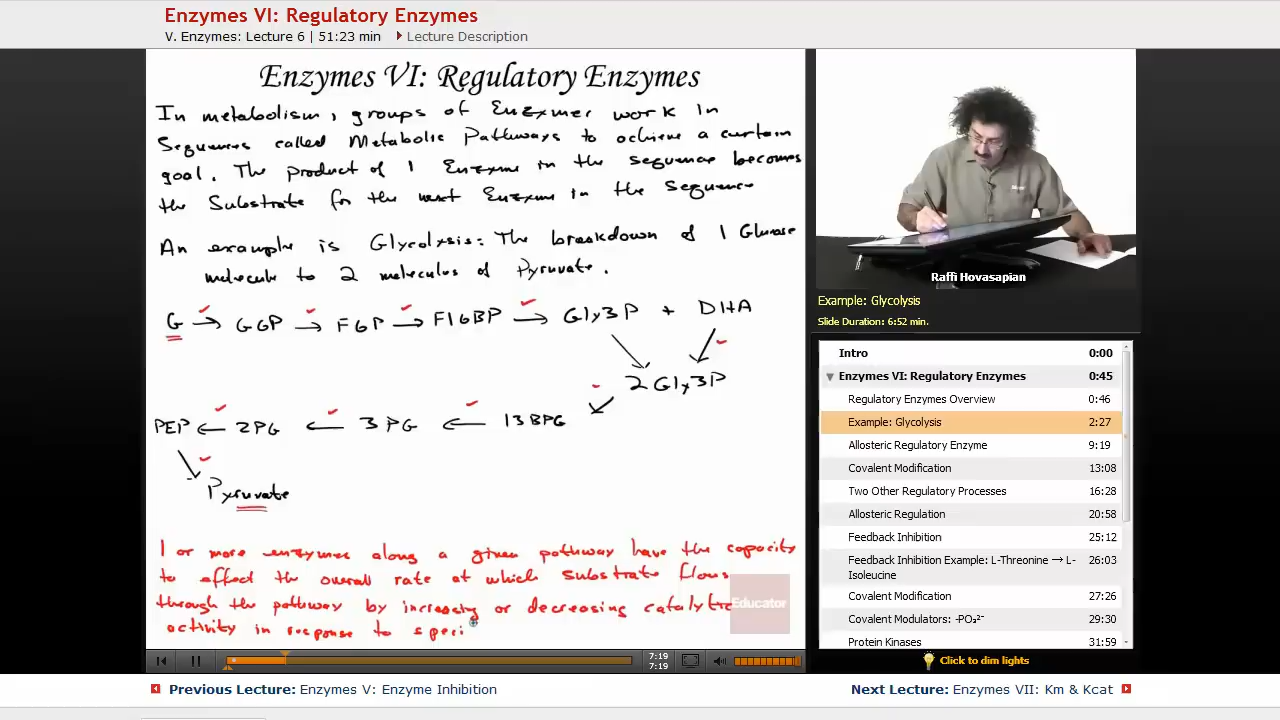 Enzymes VI: Regulatory Enzymes
V. Enzymes: Lecture 6 | 51:23 min Lecture Description
Enzymes VI: Regulatory Enzymes
In metabolism, groups of Enzymes work in
Sequences called Metabolic Pathways to achieve a curtain
goal. The product of 1 Enzyme in the sequence becomes
the Substrate for the next Enzyme in the Sequence
An example is Glycolysis: The breakdown of 1 Glucose
molecule to 2 molecules of Pyruvate.
G → G6P → F6P → F16BP → Gly3P + DHA
2 Gly3P
PEP ← 2PG ← 3PG ← 13BPG
Pyruvate
1 or more enzymes along a given pathway have the capacity
to affect the overall rate at which substrate flows
through the pathway by increasing or decreasing catalytic
activity in response to speci
Educator
Raffi Hovasapian
Example: Glycolysis
Slide Duration: 6:52 min.
Intro 0:00
Enzymes VI: Regulatory Enzymes 0:45
Regulatory Enzymes Overview 0:46
Example: Glycolysis 2:27
Allosteric Regulatory Enzyme 9:19
Covalent Modification 13:08
Two Other Regulatory Processes 16:28
Allosteric Regulation 20:58
Feedback Inhibition 25:12
Feedback Inhibition Example: L-Threonine → L-
Isoleucine 26:03
Covalent Modification 27:26
Covalent Modulators: -PO₃²⁻ 29:30
Protein Kinases 31:59
7:19
7:19
Click to dim lights
Previous Lecture: Enzymes V: Enzyme Inhibition
Next Lecture: Enzymes VII: Km & Kcat